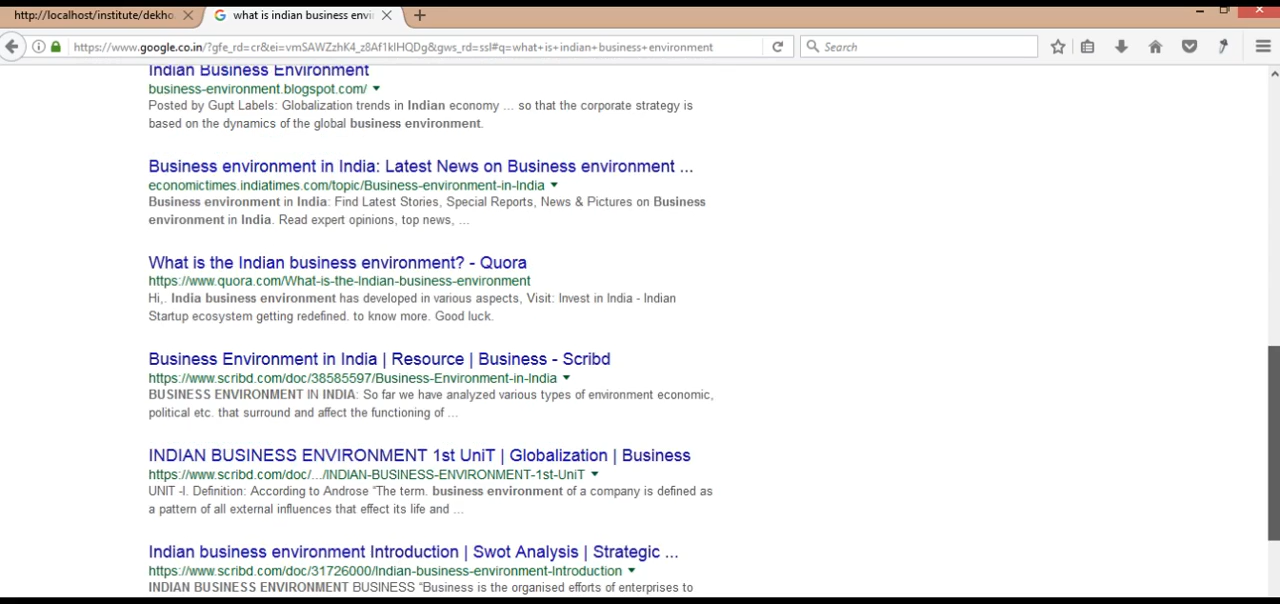 http://localhost/institute/dekho
what is indian business envi
https://www.google.co.in/?gfe_rd=cr&ei=vmSAWZzhK4_z8Af1kIHQDg&gws_rd=ssl#q=what+is+indian+business+environment
Search
Indian Business Environment
business-environment.blogspot.com/
Posted by Gupt Labels: Globalization trends in Indian economy ... so that the corporate strategy is
based on the dynamics of the global business environment.
Business environment in India: Latest News on Business environment ...
economictimes.indiatimes.com/topic/Business-environment-in-India
Business environment in India: Find Latest Stories, Special Reports, News & Pictures on Business
environment in India. Read expert opinions, top news, ...
What is the Indian business environment? - Quora
https://www.quora.com/What-is-the-Indian-business-environment
Hi,. India business environment has developed in various aspects, Visit: Invest in India - Indian
Startup ecosystem getting redefined. to know more. Good luck.
Business Environment in India | Resource | Business - Scribd
https://www.scribd.com/doc/38585597/Business-Environment-in-India
BUSINESS ENVIRONMENT IN INDIA: So far we have analyzed various types of environment economic,
political etc. that surround and affect the functioning of ...
INDIAN BUSINESS ENVIRONMENT 1st UniT | Globalization | Business
https://www.scribd.com/doc/.../INDIAN-BUSINESS-ENVIRONMENT-1st-UniT
UNIT -I. Definition: According to Androse “The term. business environment of a company is defined as
a pattern of all external influences that effect its life and ...
Indian business environment Introduction | Swot Analysis | Strategic ...
https://www.scribd.com/doc/31726000/Indian-business-environment-Introduction
INDIAN BUSINESS ENVIRONMENT BUSINESS “Business is the organised efforts of enterprises to